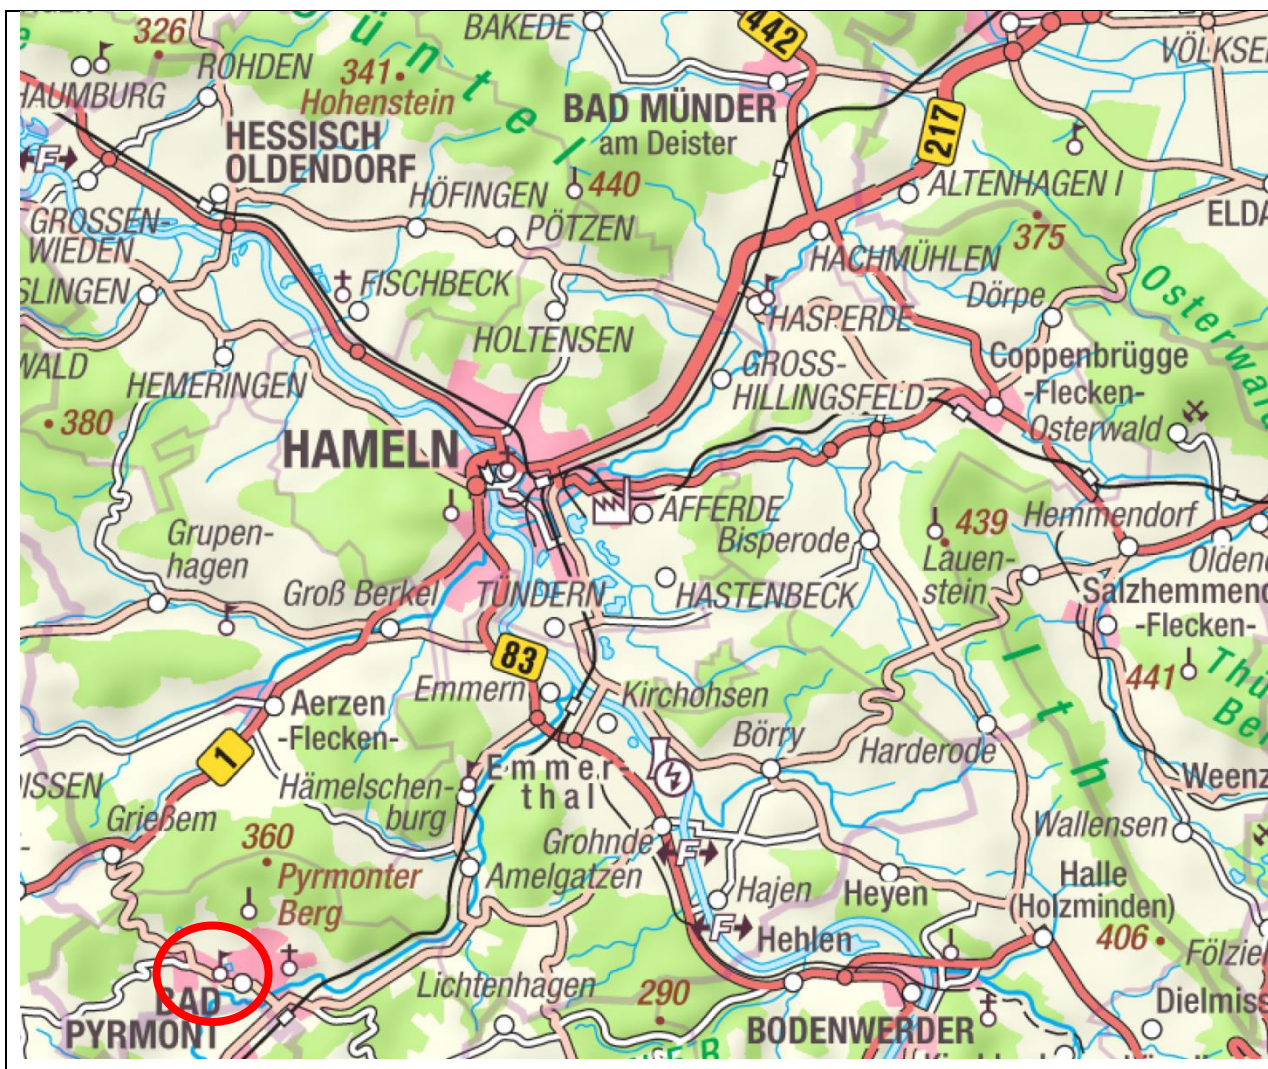 326
ROHDEN
341
Hohenstein
BAKEDE
442
HAUMBURG
HESSISCH
OLDENDORF
BAD MÜNDER
am Deister
217
F
HÖFINGEN
440
ALTENHAGEN I
GROSSEN-
WIEDEN
PÖTZEN
375
ELDA
HACHMÜHLEN
SLINGEN
FISCHBECK
Dörpe
Osterwald
HASPERDE
HOLTENSEN
WALD
HEMERINGEN
GROSS-
HILLINGSFELD
Coppenbrügge
-Flecken-
380
Osterwald
HAMELN
AFFERDE
439
Hemmendorf
Grupen-
hagen
Bisperode
Lauen-
stein
Groß Berkel
TÜNDERN
HASTENBECK
Salzhemmend
-Flecken-
83
Ith
441
Emmern
Kirchohsen
Aerzen
-Flecken-
Börry
Harderode
1
Emmer-
thal
Weenz
Hämelschen-
burg
ISSEN
Grießem
Grohnde
Wallensen
360
F
Pyrmonter
Berg
Amelgatzen
Hajen
Heyen
Halle
(Holzminden)
F
Hehlen
406
Fölzie
Lichtenhagen
290
BAD
PYRMONT
BODENWERDER
Dielmiss